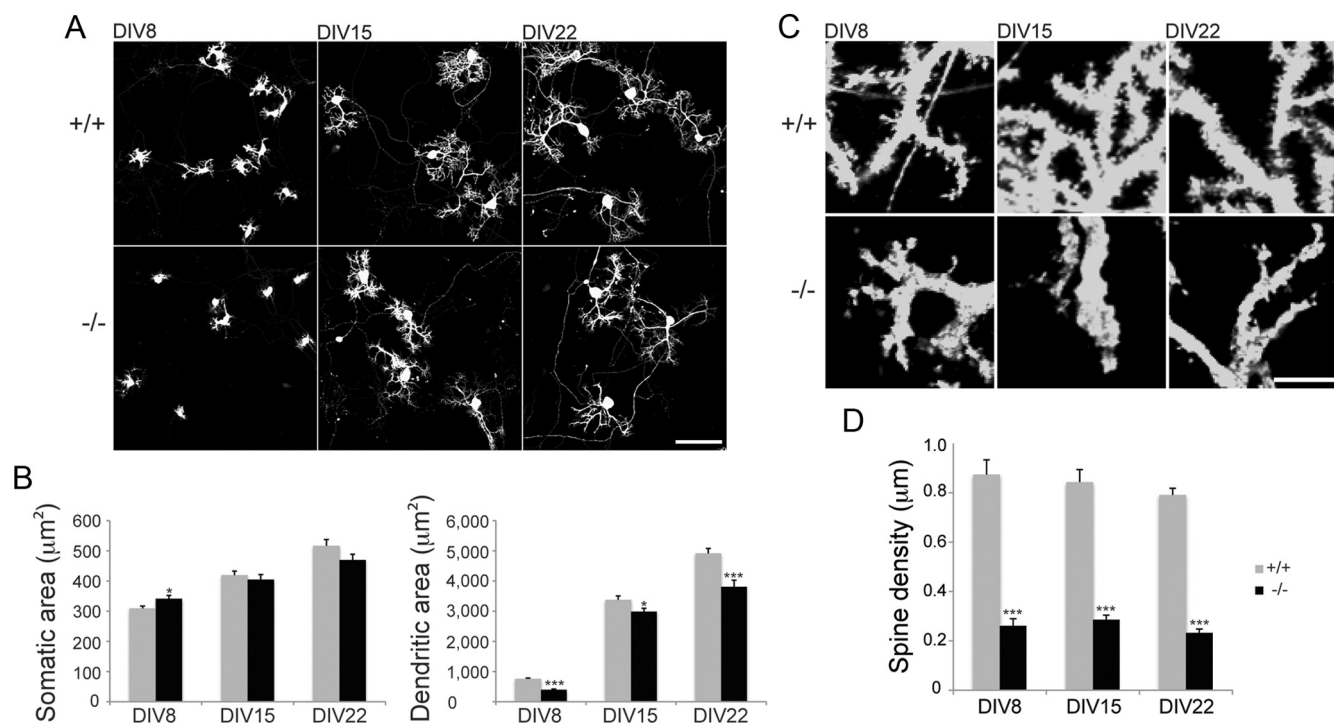 A
DIV8 DIV15 DIV22
+/+
-/-
C
DIV8 DIV15 DIV22
+/+
-/-
B
Somatic area (μm²)
600
500
400
300
200
100
0
*
DIV8 DIV15 DIV22
Dendritic area (μm²)
6,000
5,000
4,000
3,000
2,000
1,000
0
***
*
***
DIV8 DIV15 DIV22
D
Spine density (μm)
1.0
0.8
0.6
0.4
0.2
0
***
***
***
DIV8 DIV15 DIV22
+/+
-/-